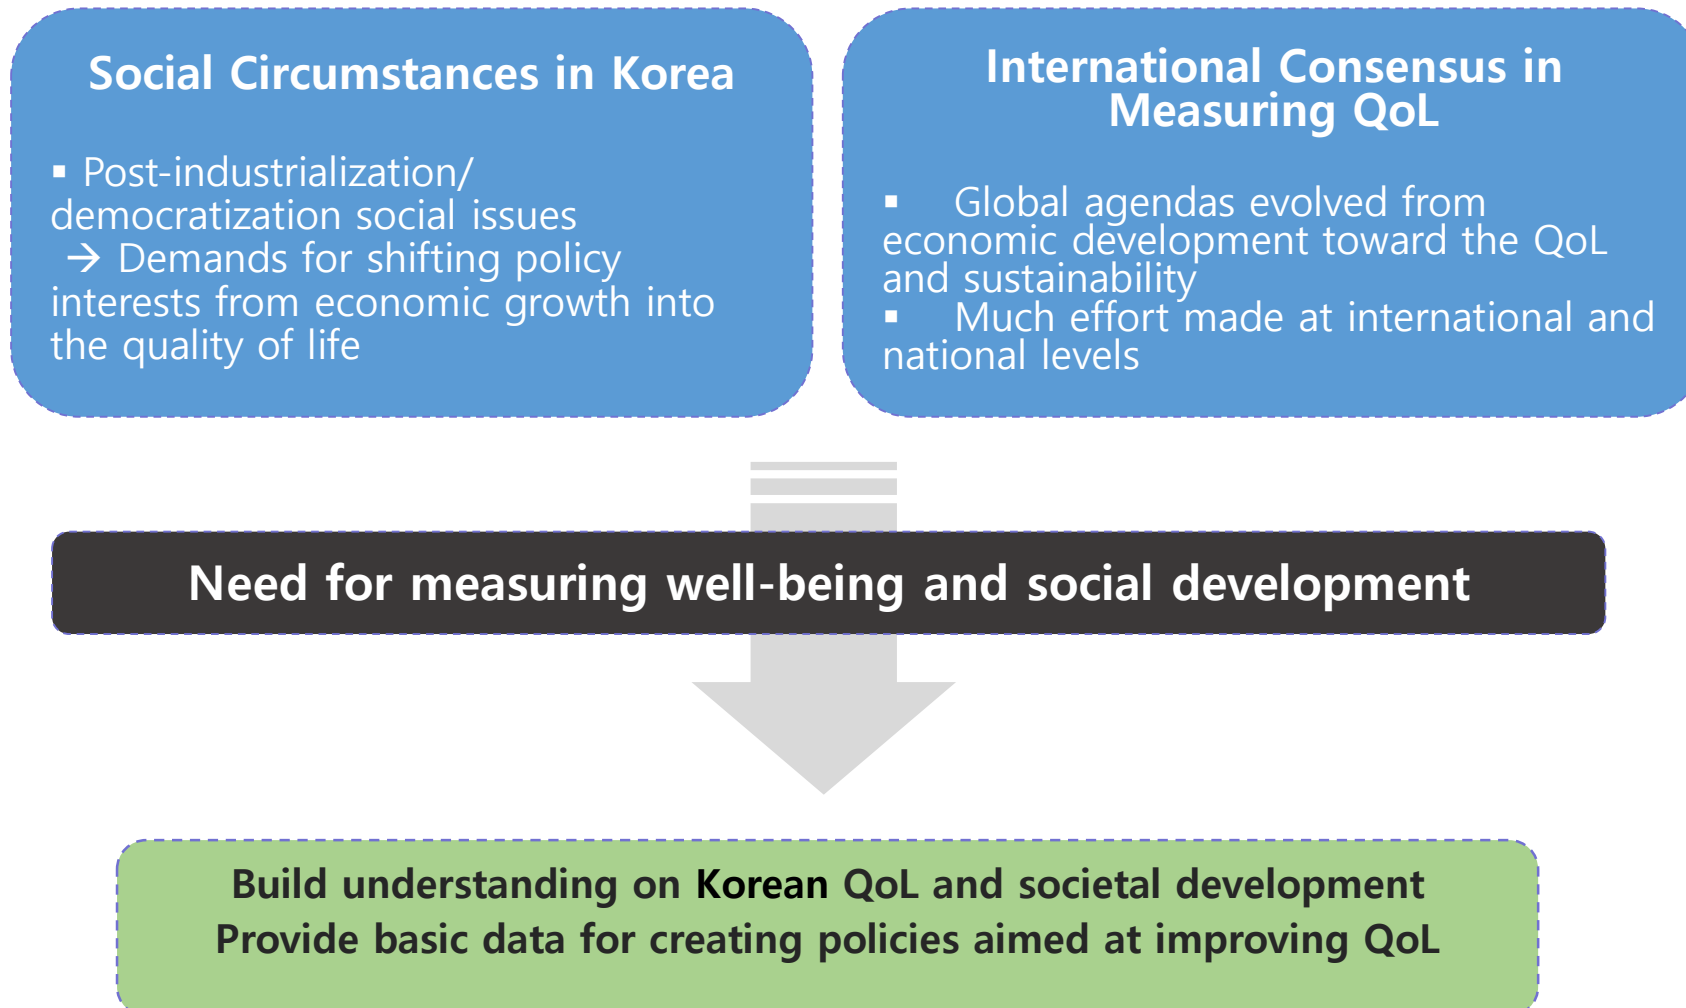 Social Circumstances in Korea
▪ Post-industrialization/
democratization social issues
→ Demands for shifting policy
interests from economic growth into
the quality of life
International Consensus in
Measuring QoL
▪ Global agendas evolved from
economic development toward the QoL
and sustainability
▪ Much effort made at international and
national levels
Need for measuring well-being and social development
Build understanding on Korean QoL and societal development
Provide basic data for creating policies aimed at improving QoL